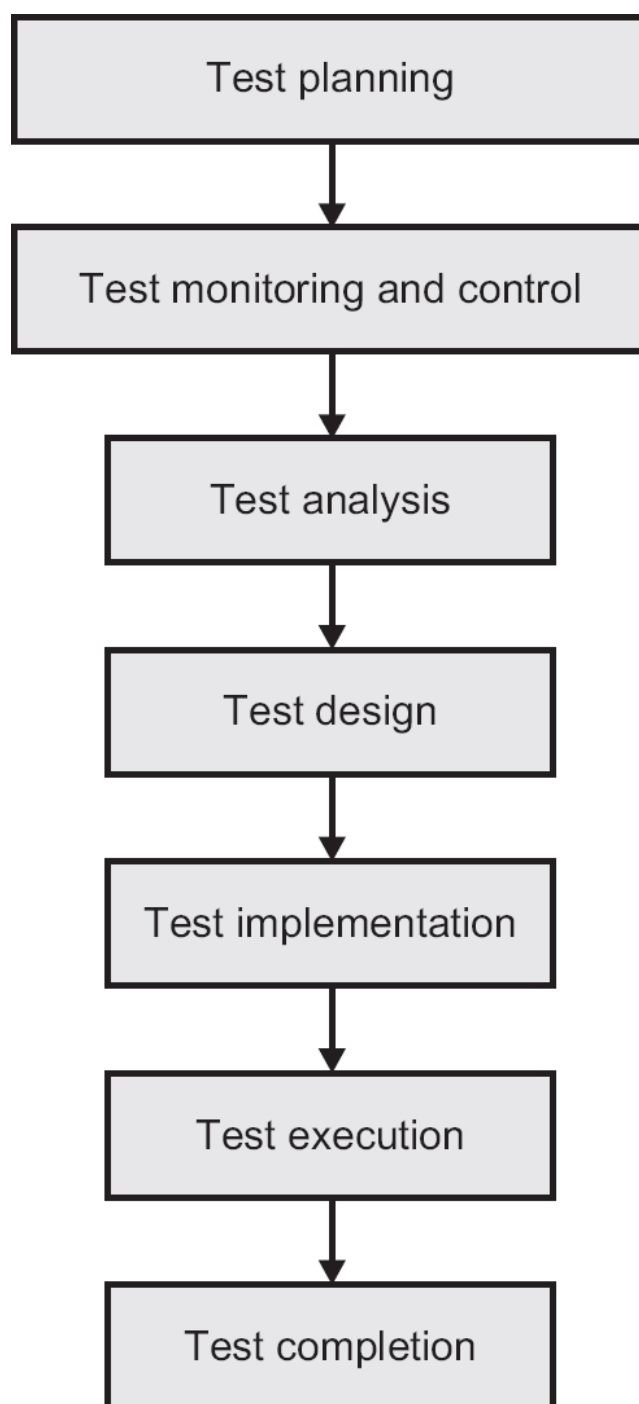 Test planning
Test monitoring and control
Test analysis
Test design
Test implementation
Test execution
Test completion